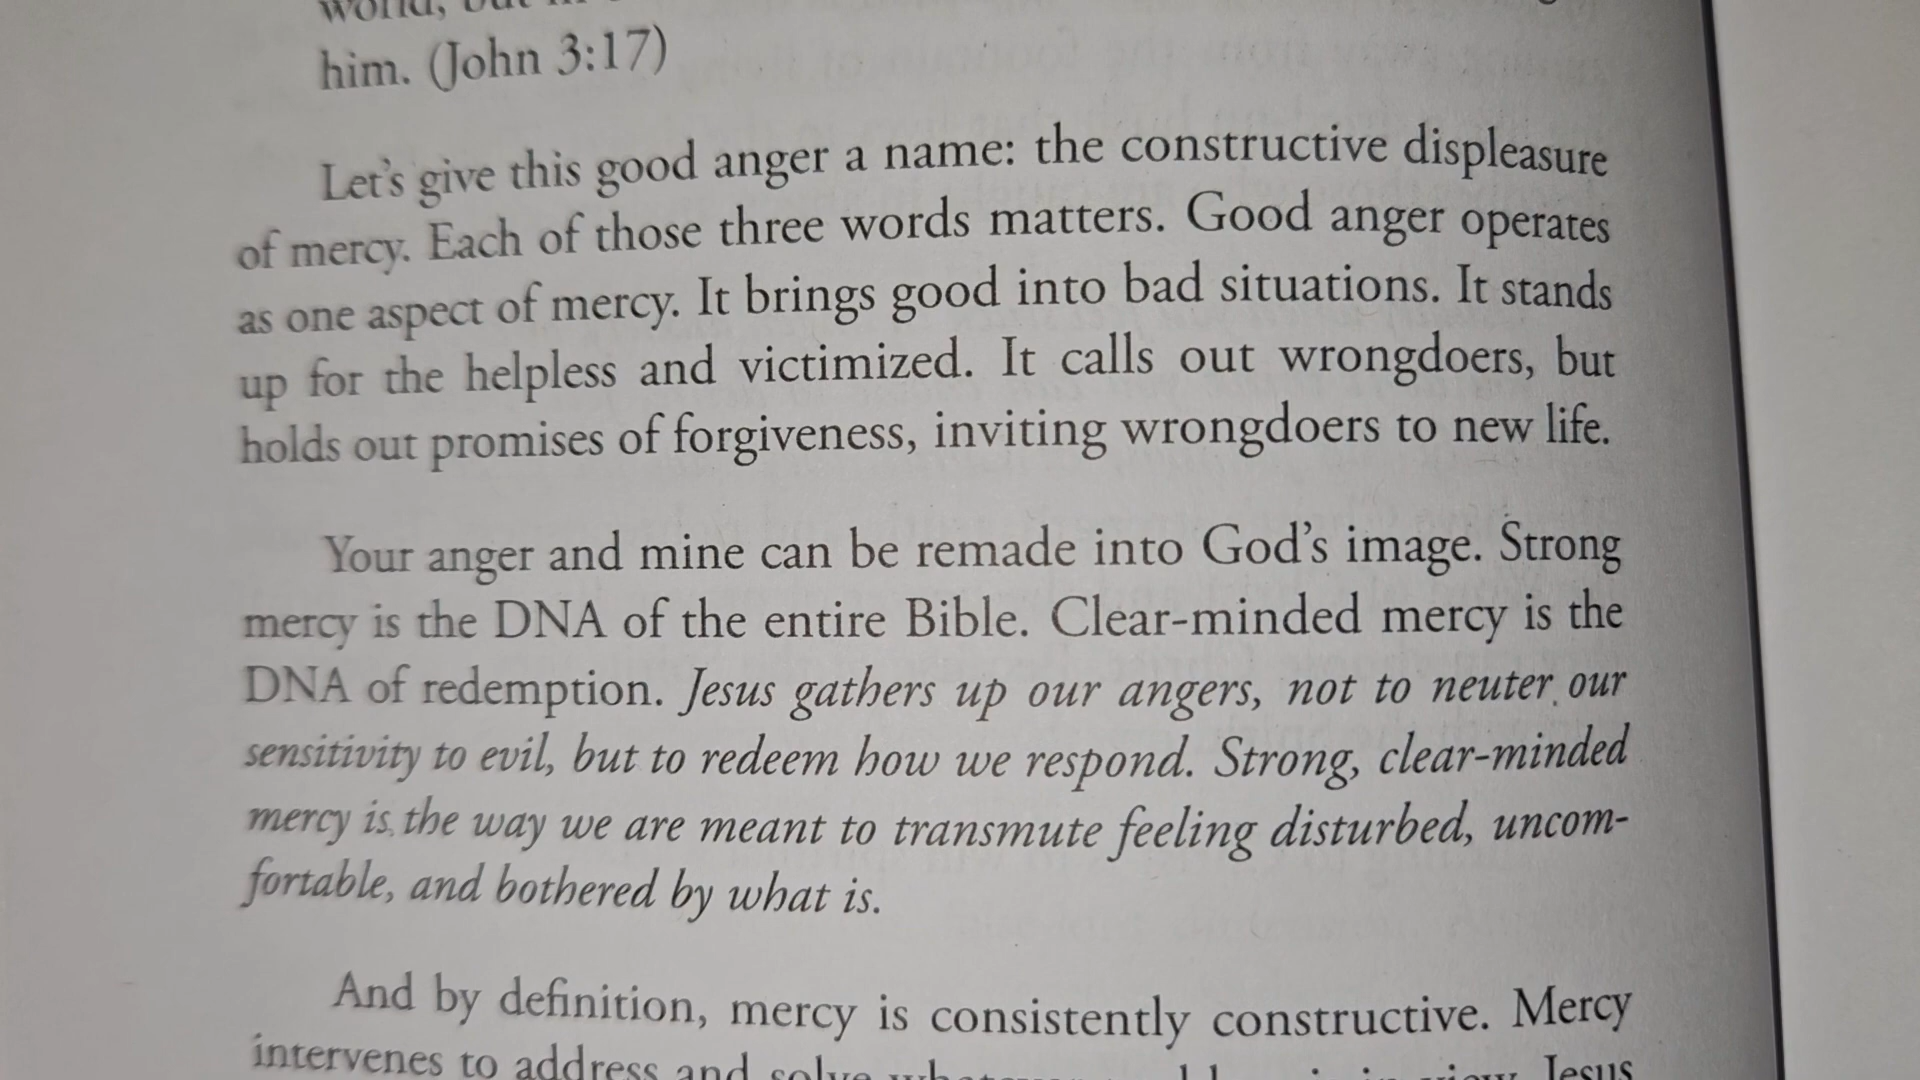 him. (John 3:17)
Let's give this good anger a name: the constructive displeasure
of mercy. Each of those three words matters. Good anger operates
as one aspect of mercy. It brings good into bad situations. It stands
up for the helpless and victimized. It calls out wrongdoers, but
holds out promises of forgiveness, inviting wrongdoers to new life.
Your anger and mine can be remade into God's image. Strong
mercy is the DNA of the entire Bible. Clear-minded mercy is the
DNA of redemption. Jesus gathers up our angers, not to neuter our
sensitivity to evil, but to redeem how we respond. Strong, clear-minded
mercy is the way we are meant to transmute feeling disturbed, uncom-
fortable, and bothered by what is.
And by definition, mercy is consistently constructive. Mercy
intervenes to address and solve Jesus